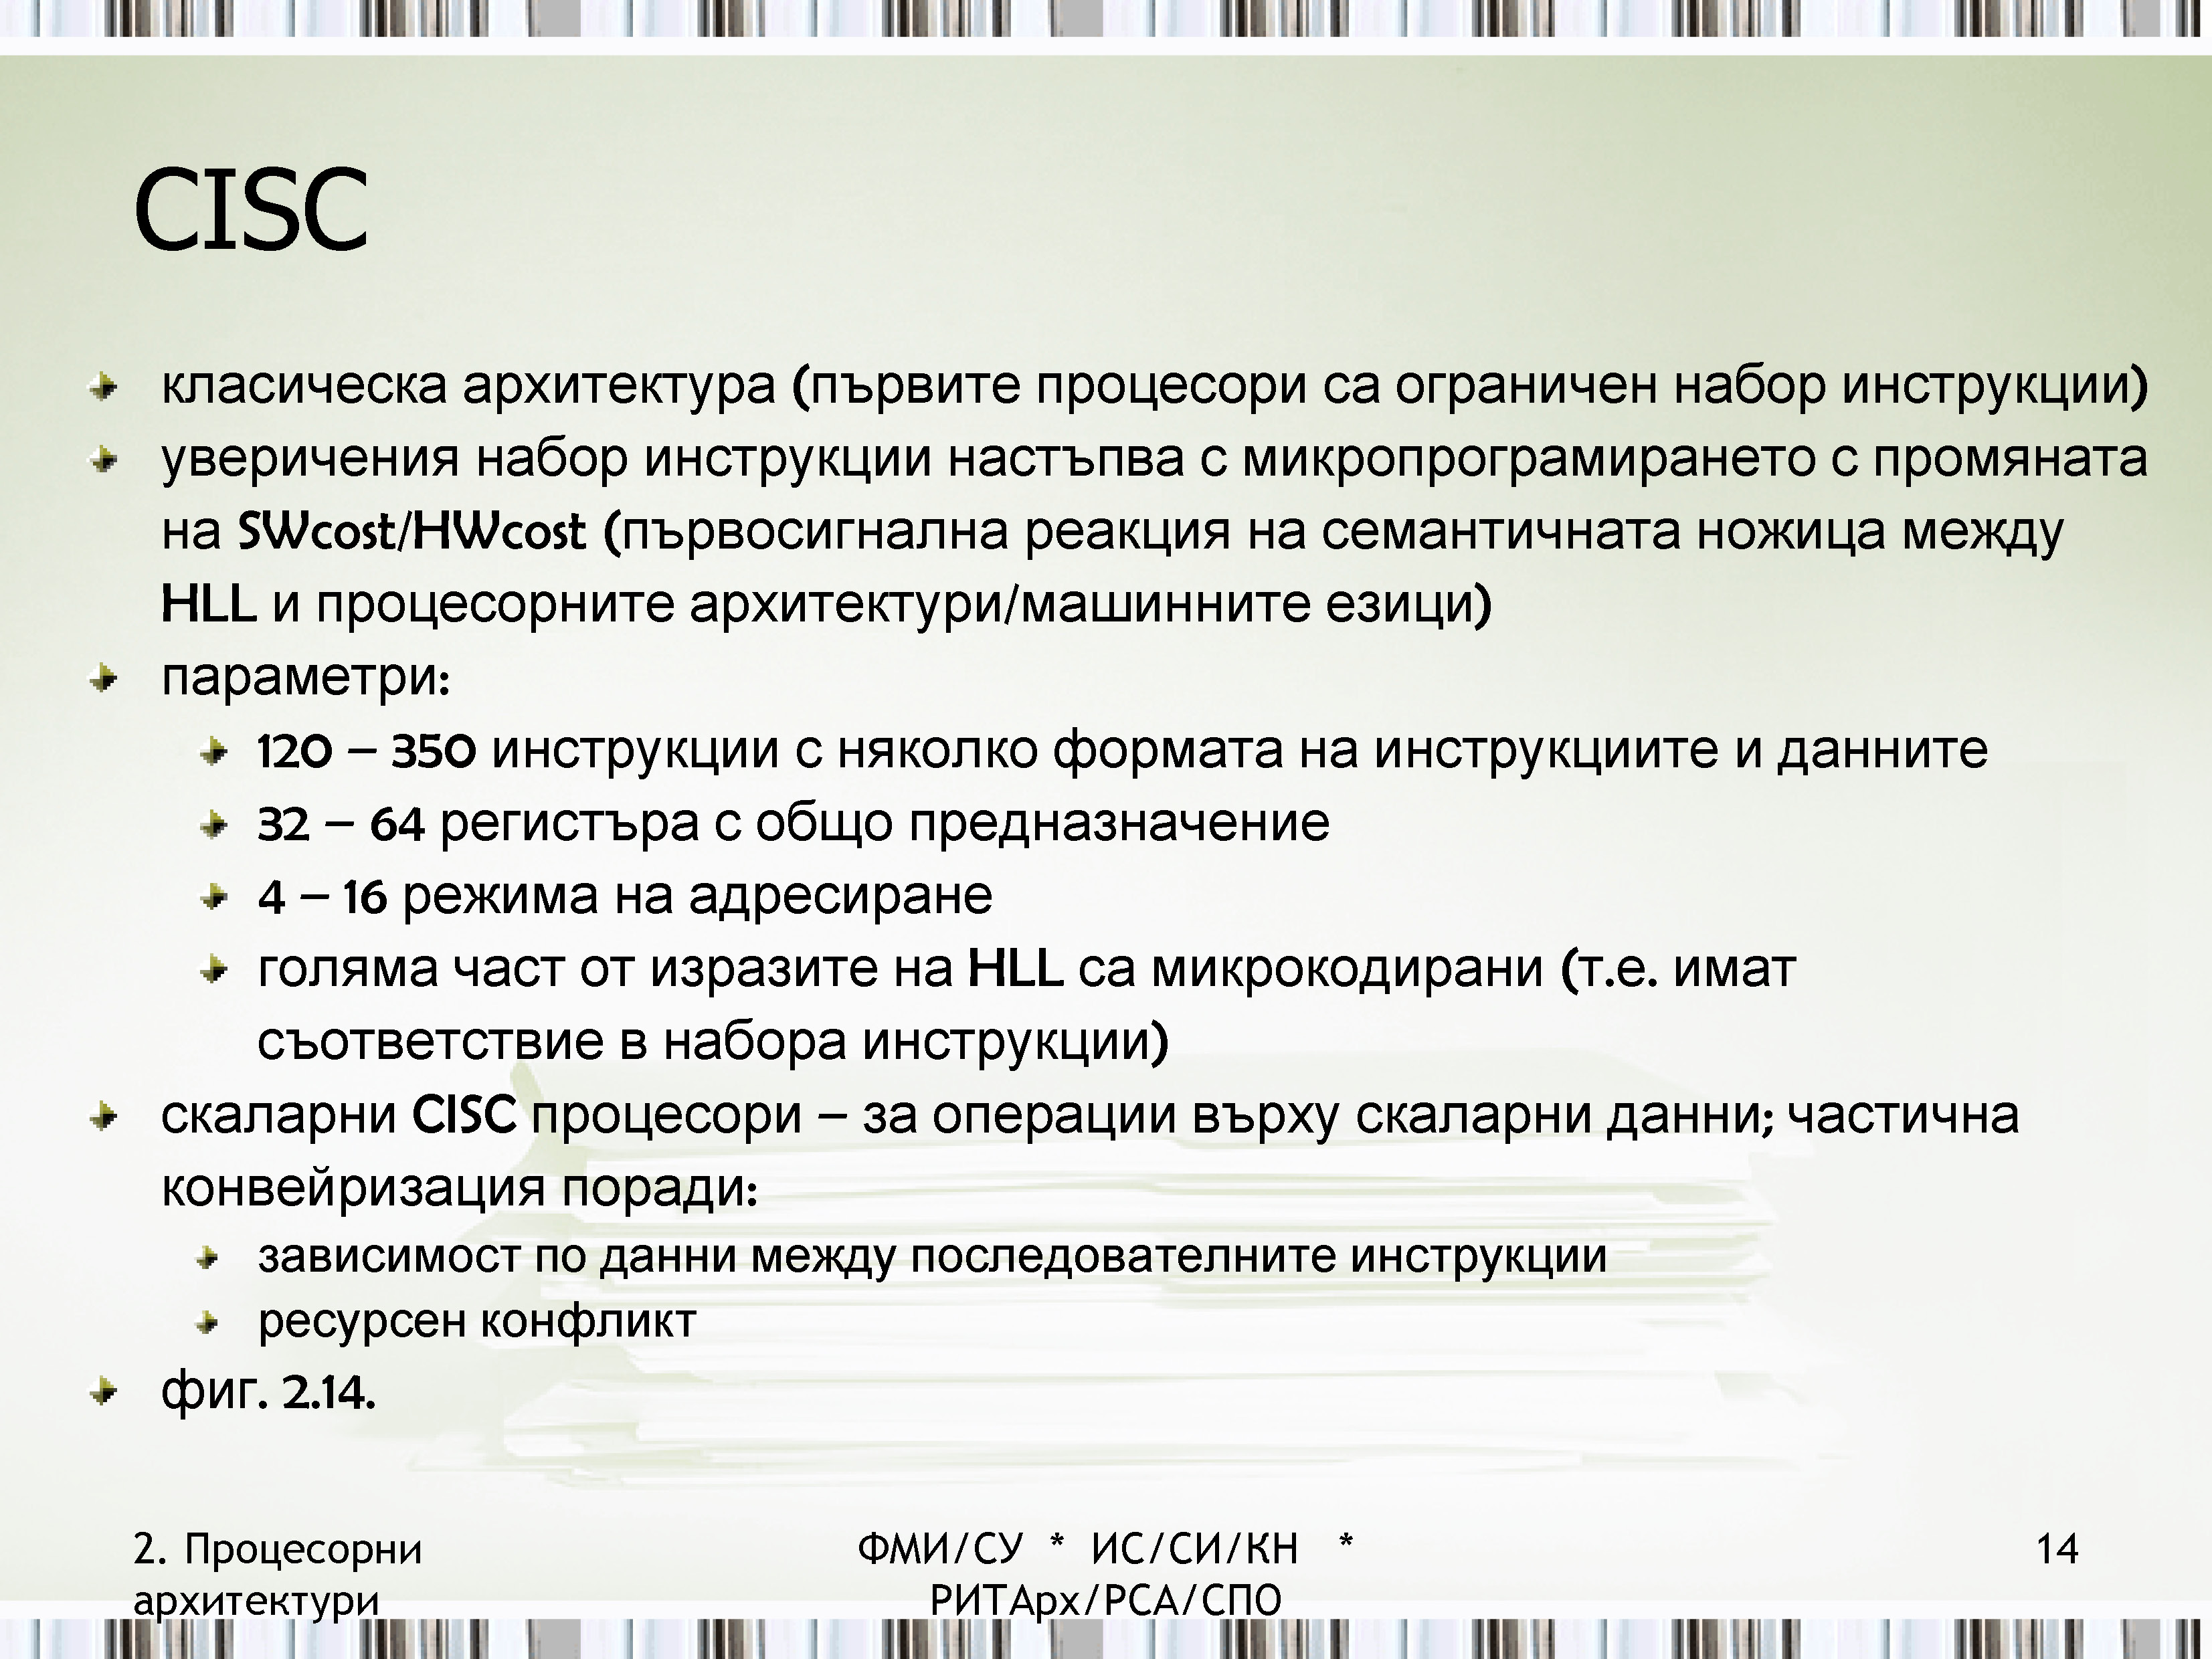 CISC
класическа архитектура (първите процесори са ограничен набор инструкции)
уверичения набор инструкции настъпва с микропрограмирането с промяната
на SWcost/HWcost (първосигнална реакция на семантичната ножица между
HLL и процесорните архитектури/машинните езици)
параметри:
120 – 350 инструкции с няколко формата на инструкциите и данните
32 – 64 регистъра с общо предназначение
4 – 16 режима на адресиране
голяма част от изразите на HLL са микрокодирани (т.е. имат
съответствие в набора инструкции)
скаларни CISC процесори – за операции върху скаларни данни; частична
конвейризация поради:
зависимост по данни между последователните инструкции
ресурсен конфликт
фиг. 2.14.
2. Процесорни
архитектури
ФМИ/СУ * ИС/СИ/КН *
РИТАрх/РСА/СПО
14